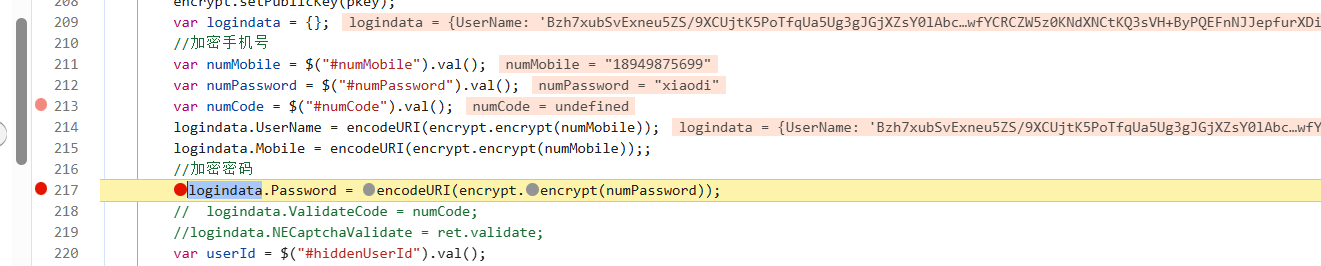 208 encrypt.setPublicKey(pkey);
209 var logindata = {}; logindata = {UserName: 'Bzh7xubSvExneu5ZS/9XCUjtK5PoTfqUa5Ug3gJGjXZsY0lAbc…wfYCRCZW5z0KNdXNCtKQ3sVH+ByPQEFnNJJepfurXDi
210 //加密手机号
211 var numMobile = $("#numMobile").val(); numMobile = "18949875699"
212 var numPassword = $("#numPassword").val(); numPassword = "xiaodi"
213 var numCode = $("#numCode").val(); numCode = undefined
214 logindata.UserName = encodeURI(encrypt.encrypt(numMobile)); logindata = {UserName: 'Bzh7xubSvExneu5ZS/9XCUjtK5PoTfqUa5Ug3gJGjXZsY0lAbc…wfY
215 logindata.Mobile = encodeURI(encrypt.encrypt(numMobile));;
216 //加密密码
217 logindata.Password = encodeURI(encrypt.encrypt(numPassword));
218 // logindata.ValidateCode = numCode;
219 //logindata.NECaptchaValidate = ret.validate;
220 var userId = $("#hiddenUserId").val();